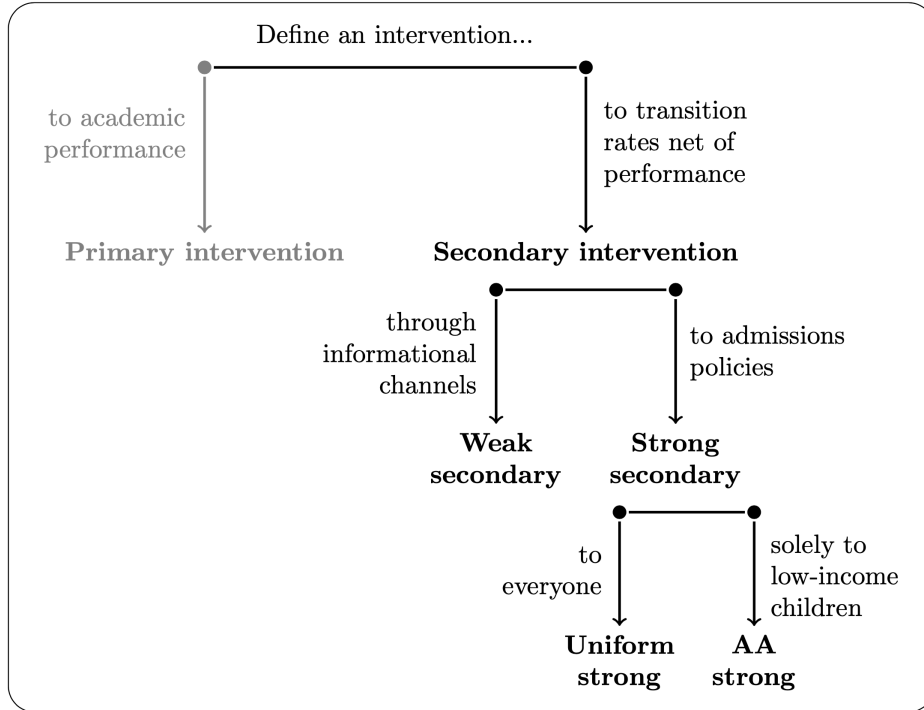 Define an intervention...
to academic
performance
to transition
rates net of
performance
Primary intervention
Secondary intervention
through
informational
channels
to admissions
policies
Weak
secondary
Strong
secondary
to
everyone
solely to
low-income
children
Uniform
strong
AA
strong